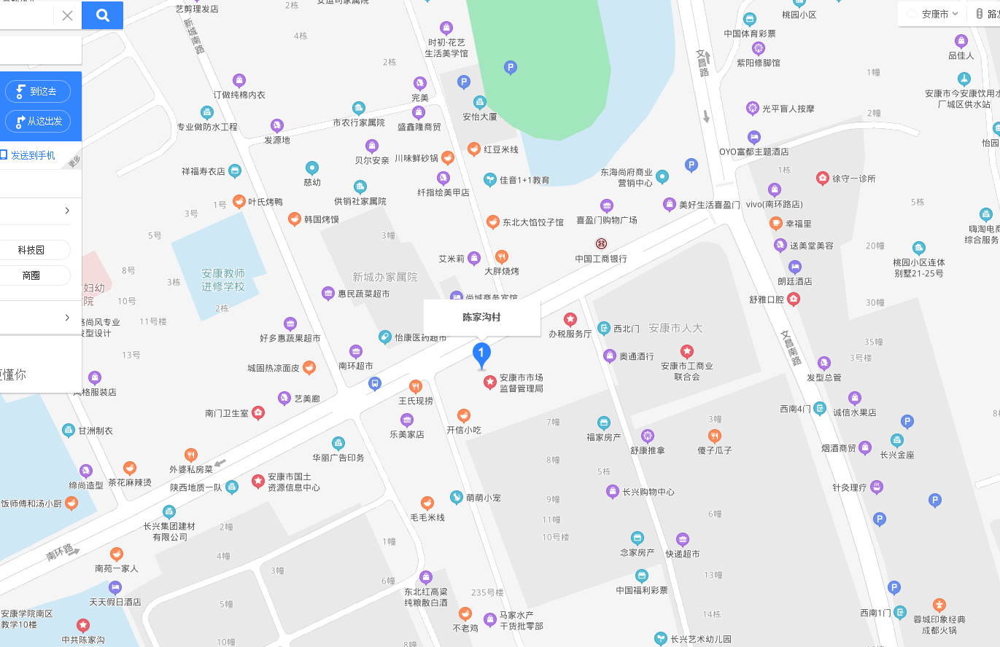 艺剪理发店
2栋
桃园小区
安康市
新城南路
4栋
时初·花艺
生活美学馆
中国体育彩票
紫阳修脚馆
品佳人
2栋
文昌路
1幢
到这去
订做纯棉内衣
完美
安怡大厦
安康市今安康饮用水
厂城区供水站
从这出发
专业做防水工程
市农行家属院
盛鑫隆商贸
光平盲人按摩
2幢
发源地
发送到手机
更多
贝尔安亲
川味鲜砂锅
红豆米线
OYO富都主题酒店
怡园
祥福寿衣店
慈幼
纤指绘美甲店
佳音1+1教育
东海尚府商业
营销中心
1栋
徐守一诊所
供销社家属院
叶氏烤鸭
1号
3号
韩国烤馍
东北大馅饺子馆
喜盈门购物广场
美好生活喜盈门
vivo(南环路店)
5栋
幸福里
嗨淘电商
综合服务
5号
3幢
科技园
艾米莉
大胖烧烤
中国工商银行
送美堂美容
20幢
桃园小区连体
别墅21-25号
8号
3栋
安康教师
进修学校
新城办家属院
朗廷酒店
商圈
妇幼
院
10号
2栋
惠民蔬菜超市
尚城商务宾馆
舒雅口腔
30幢
陈家沟村
11号楼
好多惠蔬果超市
怡康医药超市
办税服务厅
西北门
安康市人大
文昌南路
35幢
13号
南环超市
1
奥通酒行
安康市工商业
联合会
3号楼
发型总管
懂你
城固热凉面皮
安康市市场
监督管理局
风格服装店
艺美廊
王氏现捞
诚信水果店
南门卫生室
西南4门
甘洲制衣
乐美家店
开信小吃
7幢
福家房产
舒康推拿
3幢
傻子瓜子
烟酒商贸
长兴金座
华丽广告印务
外婆私房菜
8幢
5栋
缔尚造型
茶花麻辣烫
陕西地质一队
安康市国土
资源信息中心
针灸理疗
饭师傅和汤小厨
萌萌小宠
毛毛米线
9幢
长兴购物中心
长兴集团建材
有限公司
2幢
11幢
6幢
南环路
1幢
10号楼
念家房产
快递超市
南苑一家人
4幢
3幢
6幢
中国福利彩票
13幢
天天假日酒店
5幢
东北红高粱
纯粮散白酒
235号楼
安康学院南区
教学10楼
14栋
西南1门
蓉城印象经典
成都火锅
中共陈家沟
10幢
不老鸡
马家水产
干货批零部
长兴艺术幼儿园